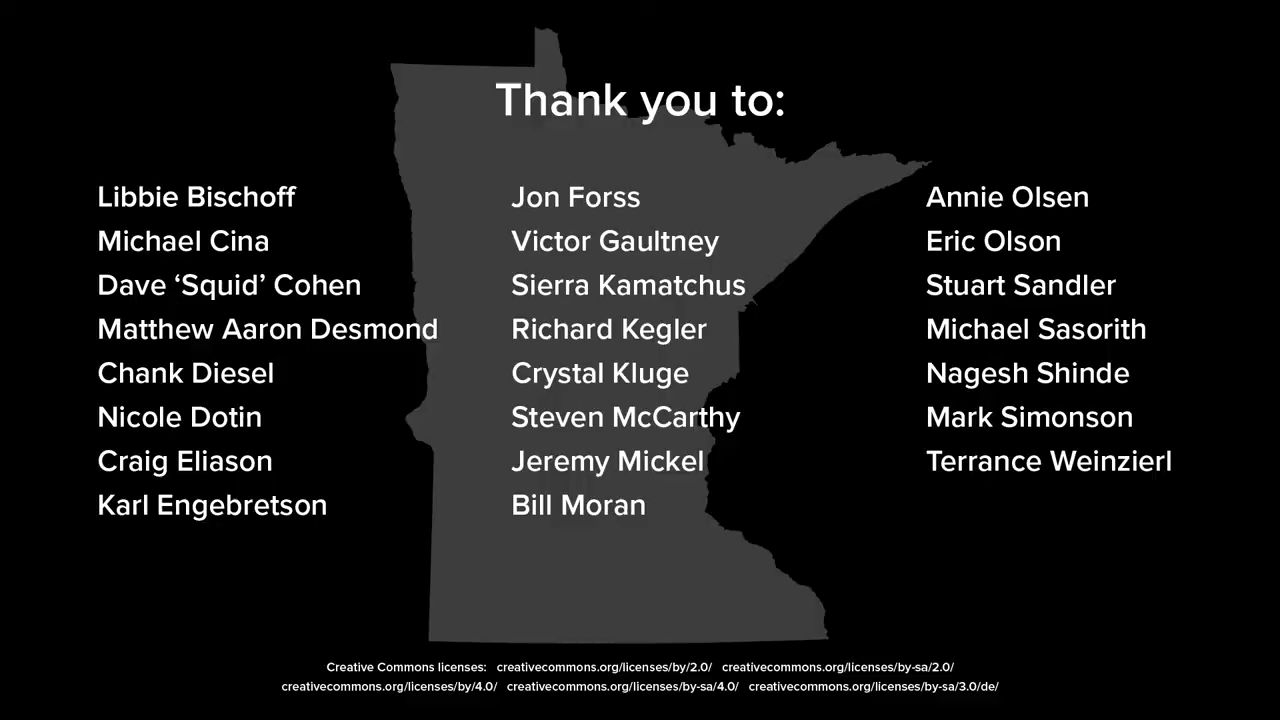 Thank you to:
Libbie Bischoff
Michael Cina
Dave ‘Squid’ Cohen
Matthew Aaron Desmond
Chank Diesel
Nicole Dotin
Craig Eliason
Karl Engebretson
Jon Forss
Victor Gaultney
Sierra Kamatchus
Richard Kegler
Crystal Kluge
Steven McCarthy
Jeremy Mickel
Bill Moran
Annie Olsen
Eric Olson
Stuart Sandler
Michael Sasorith
Nagesh Shinde
Mark Simonson
Terrance Weinzierl
Creative Commons licenses: creativecommons.org/licenses/by/2.0/ creativecommons.org/licenses/by-sa/2.0/
creativecommons.org/licenses/by/4.0/ creativecommons.org/licenses/by-sa/4.0/ creativecommons.org/licenses/by-sa/3.0/de/